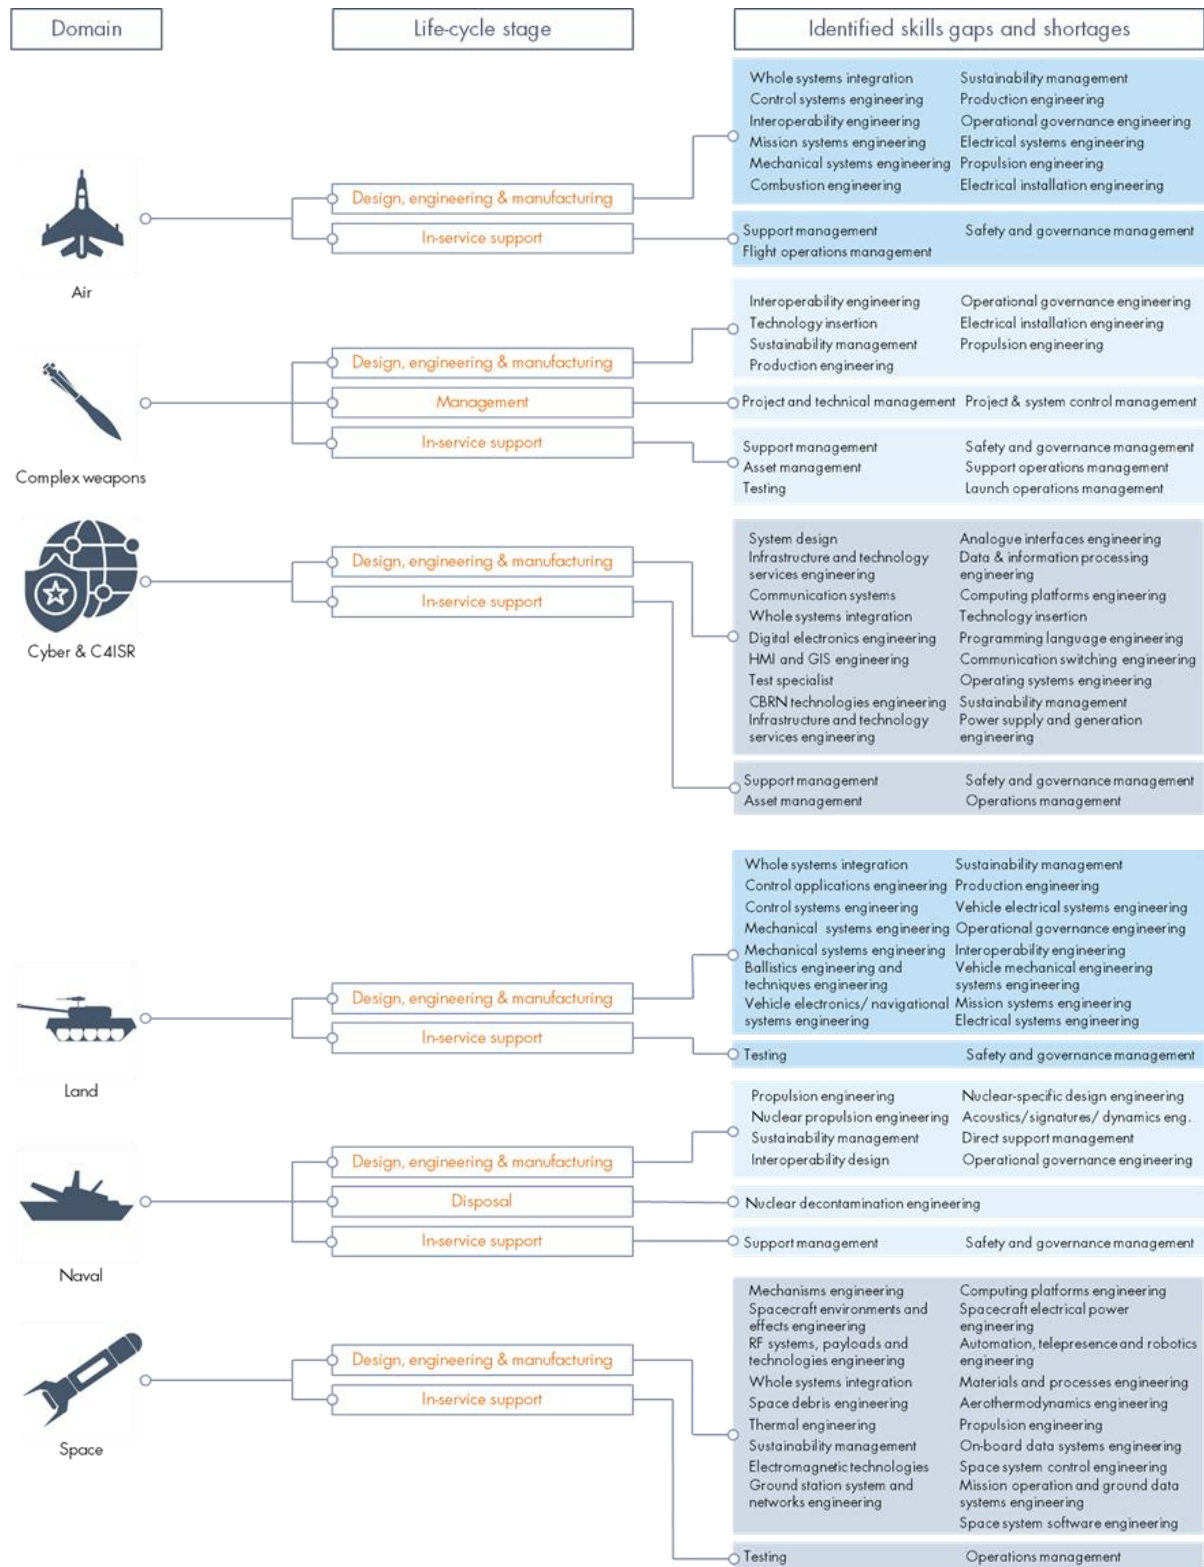 Domain
Life-cycle stage
Identified skills gaps and shortages
Air
Design, engineering & manufacturing
Whole systems integration
Sustainability management
Control systems engineering
Production engineering
Interoperability engineering
Operational governance engineering
Mission systems engineering
Electrical systems engineering
Mechanical systems engineering
Propulsion engineering
Combustion engineering
Electrical installation engineering
In-service support
Support management
Safety and governance management
Flight operations management
Complex weapons
Design, engineering & manufacturing
Interoperability engineering
Operational governance engineering
Technology insertion
Electrical installation engineering
Sustainability management
Propulsion engineering
Production engineering
Management
Project and technical management
Project & system control management
In-service support
Support management
Safety and governance management
Asset management
Support operations management
Testing
Launch operations management
Cyber & C4ISR
Design, engineering & manufacturing
System design
Analogue interfaces engineering
Infrastructure and technology
services engineering
Data & information processing
engineering
Communication systems
Computing platforms engineering
Whole systems integration
Technology insertion
Digital electronics engineering
Programming language engineering
HMI and GIS engineering
Communication switching engineering
Test specialist
Operating systems engineering
CBRN technologies engineering
Sustainability management
Infrastructure and technology
services engineering
Power supply and generation
engineering
In-service support
Support management
Safety and governance management
Asset management
Operations management
Land
Design, engineering & manufacturing
Whole systems integration
Sustainability management
Control applications engineering
Production engineering
Control systems engineering
Vehicle electrical systems engineering
Mechanical systems engineering
Operational governance engineering
Mechanical systems engineering
Interoperability engineering
Ballistics engineering and
techniques engineering
Vehicle mechanical engineering
systems engineering
Vehicle electronics/ navigational
systems engineering
Mission systems engineering
Electrical systems engineering
In-service support
Testing
Safety and governance management
Naval
Design, engineering & manufacturing
Propulsion engineering
Nuclear-specific design engineering
Nuclear propulsion engineering
Acoustics/signatures/ dynamics eng.
Sustainability management
Direct support management
Interoperability design
Operational governance engineering
Disposal
Nuclear decontamination engineering
In-service support
Support management
Safety and governance management
Space
Design, engineering & manufacturing
Mechanisms engineering
Computing platforms engineering
Spacecraft environments and
effects engineering
Spacecraft electrical power
engineering
RF systems, payloads and
technologies engineering
Automation, telepresence and robotics
engineering
Whole systems integration
Materials and processes engineering
Space debris engineering
Aerothermodynamics engineering
Thermal engineering
Propulsion engineering
Sustainability management
On-board data systems engineering
Electromagnetic technologies
Space system control engineering
Ground station system and
networks engineering
Mission operation and ground data
systems engineering
Space system software engineering
In-service support
Testing
Operations management